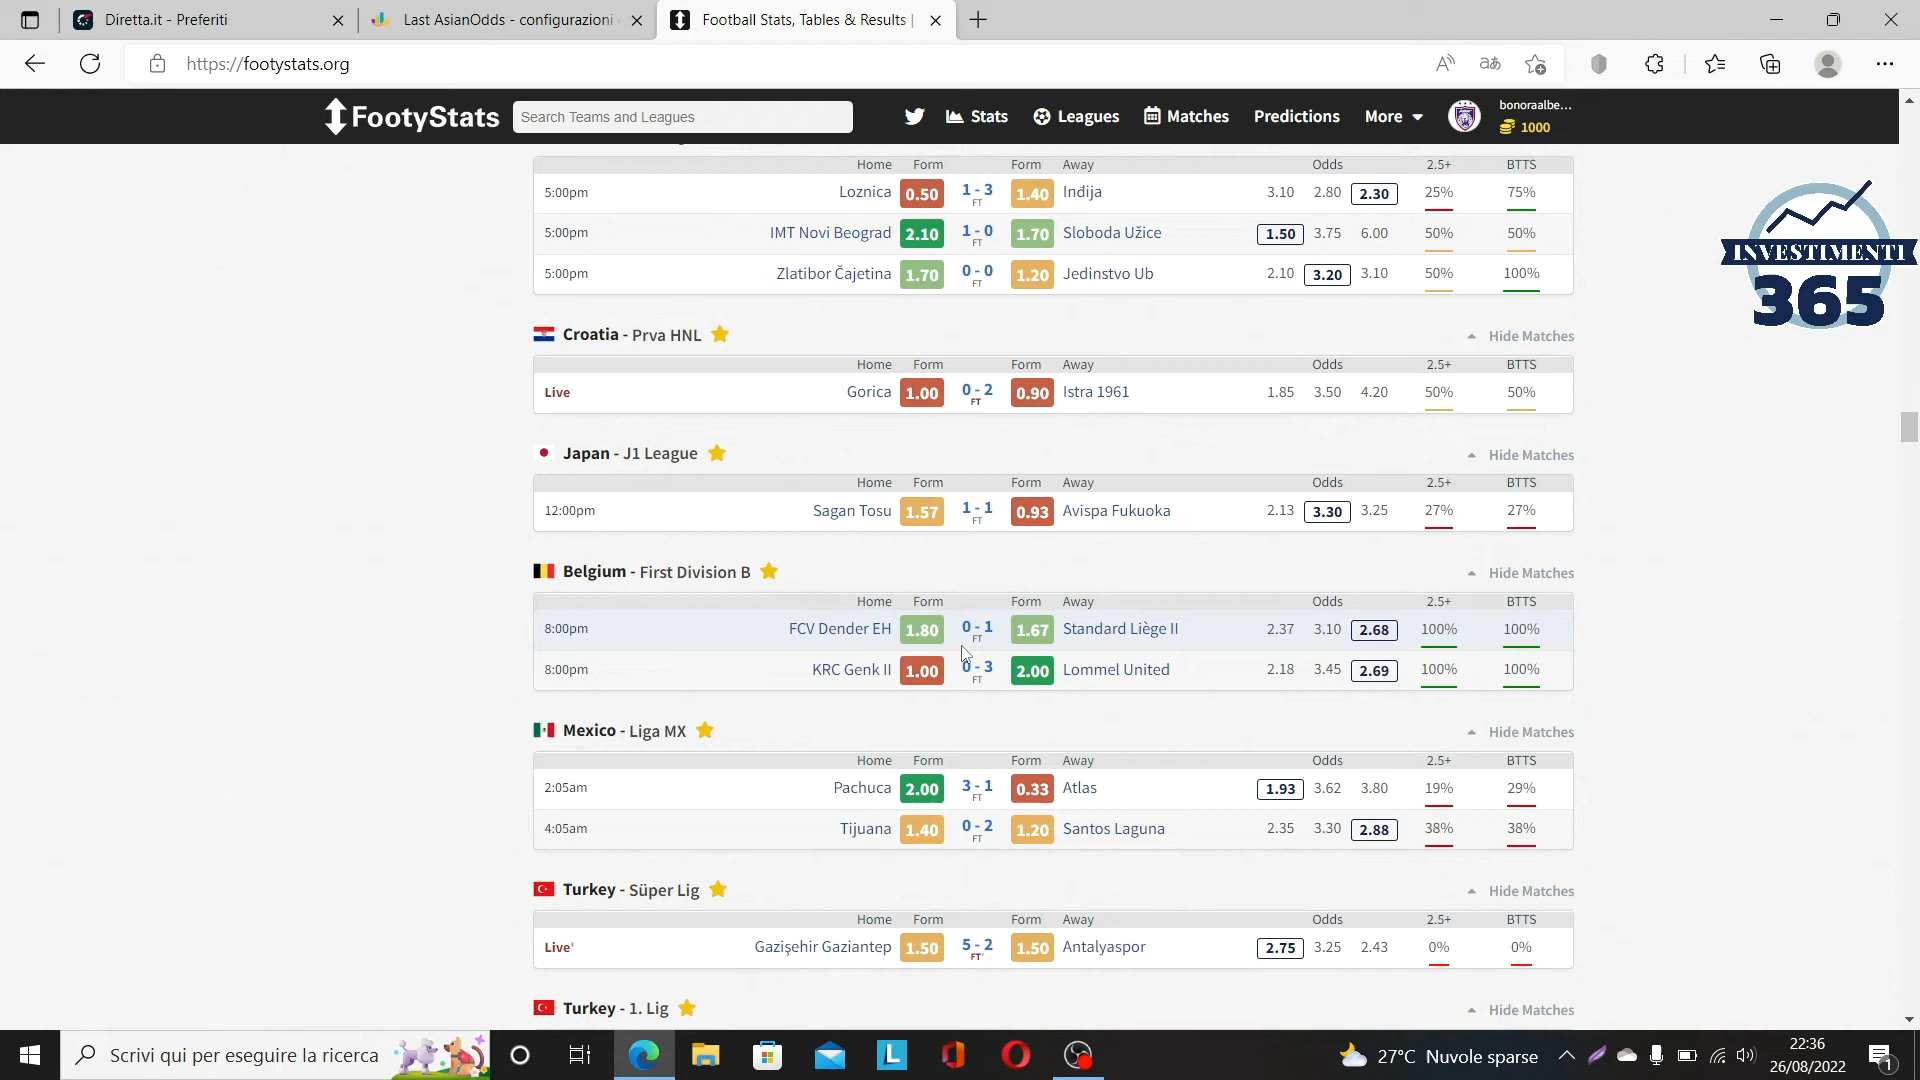 Diretta.it - Preferiti
Last AsianOdds - configurazioni
Football Stats, Tables & Results |
https://footystats.org
FootyStats
Search Teams and Leagues
Stats
Leagues
Matches
Predictions
More
bonoraalbe...
1000
INVESTIMENTI
365
Home Form Form Away Odds 2.5+ BTTS
5:00pm Loznica 0.50 1 - 3 FT 1.40 Inđija 3.10 2.80 2.30 25% 75%
5:00pm IMT Novi Beograd 2.10 1 - 0 FT 1.70 Sloboda Užice 1.50 3.75 6.00 50% 50%
5:00pm Zlatibor Čajetina 1.70 0 - 0 FT 1.20 Jedinstvo Ub 2.10 3.20 3.10 50% 100%
Croatia - Prva HNL Hide Matches
Home Form Form Away Odds 2.5+ BTTS
Live Gorica 1.00 0 - 2 FT 0.90 Istra 1961 1.85 3.50 4.20 50% 50%
Japan - J1 League Hide Matches
Home Form Form Away Odds 2.5+ BTTS
12:00pm Sagan Tosu 1.57 1 - 1 FT 0.93 Avispa Fukuoka 2.13 3.30 3.25 27% 27%
Belgium - First Division B Hide Matches
Home Form Form Away Odds 2.5+ BTTS
8:00pm FCV Dender EH 1.80 0 - 1 FT 1.67 Standard Liège II 2.37 3.10 2.68 100% 100%
8:00pm KRC Genk II 1.00 0 - 3 FT 2.00 Lommel United 2.18 3.45 2.69 100% 100%
Mexico - Liga MX Hide Matches
Home Form Form Away Odds 2.5+ BTTS
2:05am Pachuca 2.00 3 - 1 FT 0.33 Atlas 1.93 3.62 3.80 19% 29%
4:05am Tijuana 1.40 0 - 2 FT 1.20 Santos Laguna 2.35 3.30 2.88 38% 38%
Turkey - Süper Lig Hide Matches
Home Form Form Away Odds 2.5+ BTTS
Live' Gazişehir Gaziantep 1.50 5 - 2 FT' 1.50 Antalyaspor 2.75 3.25 2.43 0% 0%
Turkey - 1. Lig Hide Matches
Scrivi qui per eseguire la ricerca
L
27°C Nuvole sparse
22:36
26/08/2022
1